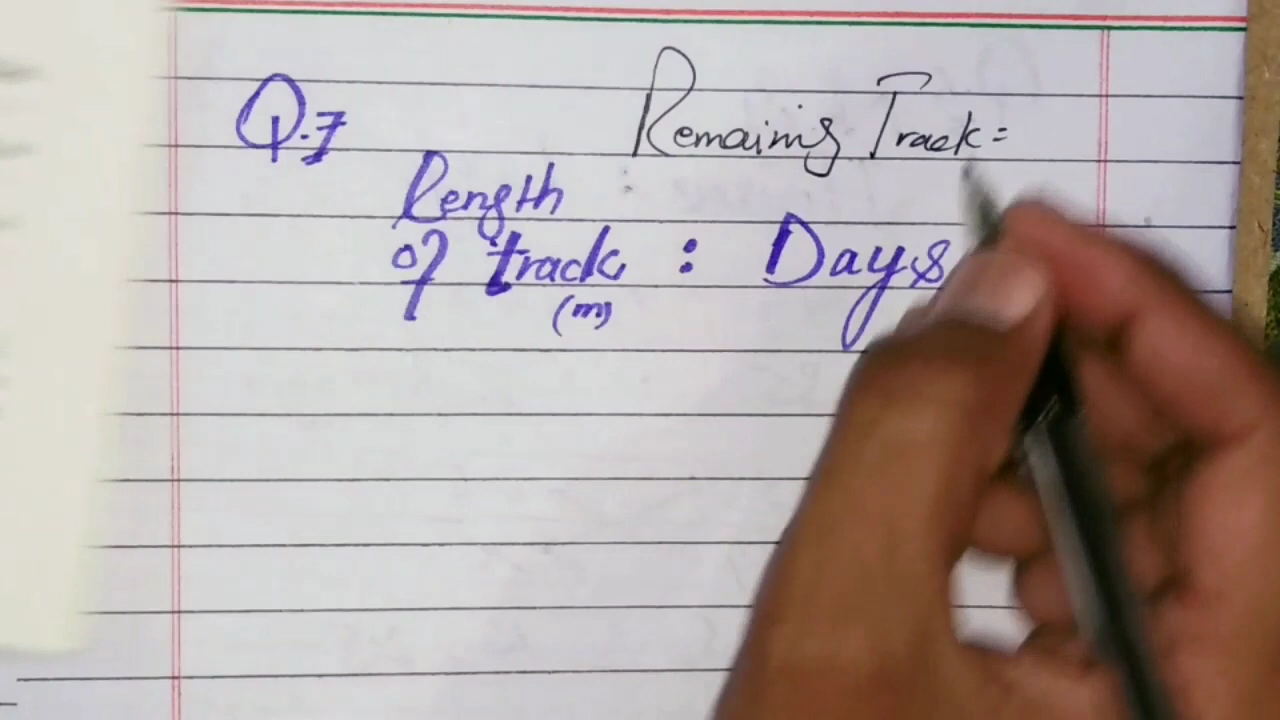 Q.7
Remaining Track =
Length
of track : Days
(m)